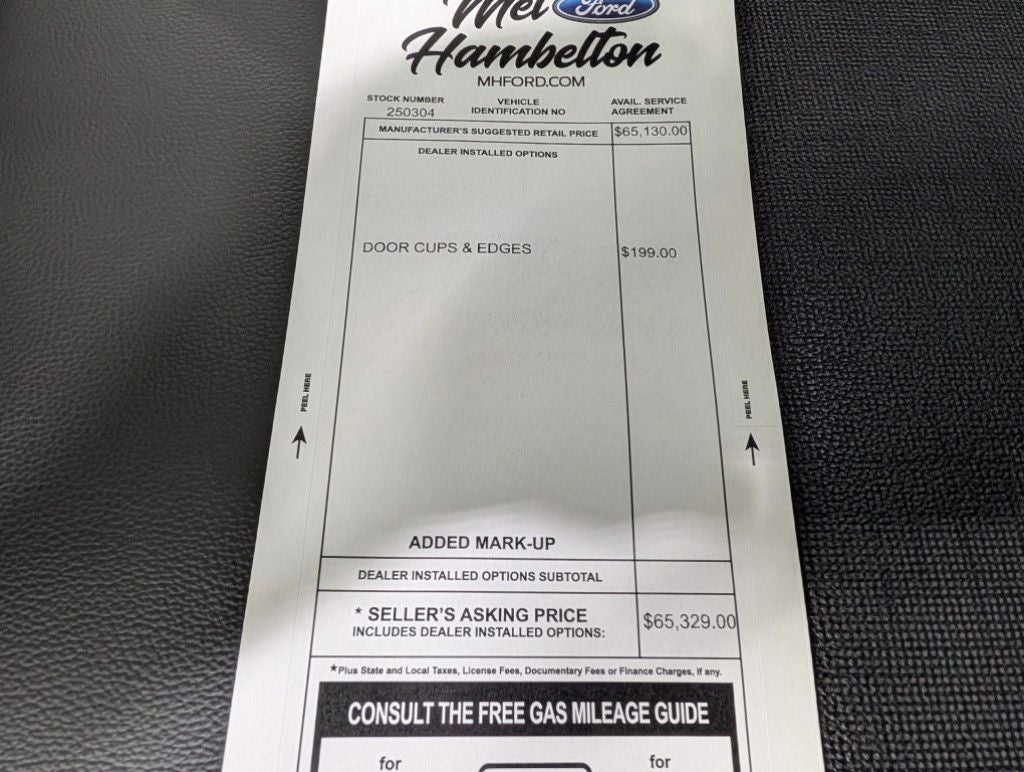 Mel Ford
Hambelton
MHFORD.COM
STOCK NUMBER
250304
VEHICLE
IDENTIFICATION NO
AVAIL. SERVICE
AGREEMENT
MANUFACTURER'S SUGGESTED RETAIL PRICE $65,130.00
DEALER INSTALLED OPTIONS
DOOR CUPS & EDGES $199.00
PEEL HERE
PEEL HERE
ADDED MARK-UP
DEALER INSTALLED OPTIONS SUBTOTAL
* SELLER'S ASKING PRICE $65,329.00
INCLUDES DEALER INSTALLED OPTIONS:
★Plus State and Local Taxes, License Fees, Documentary Fees or Finance Charges, if any.
CONSULT THE FREE GAS MILEAGE GUIDE
for for